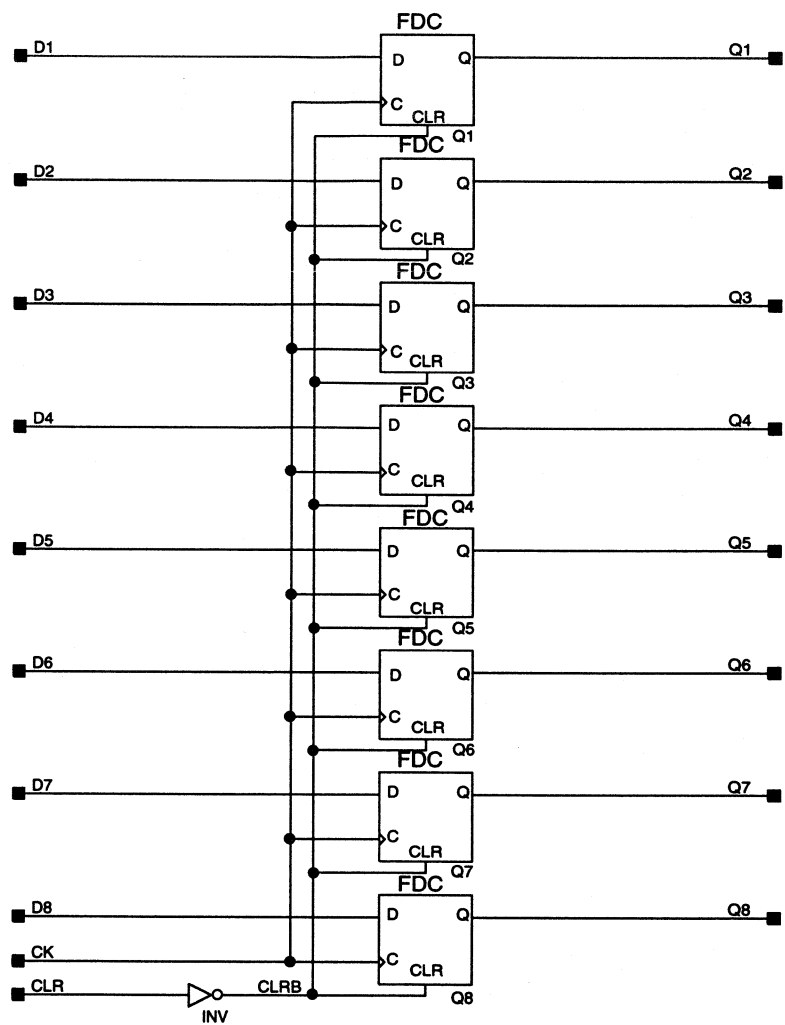 FDC
D1 D Q Q1
C
CLR
Q1
FDC
D2 D Q Q2
C
CLR
Q2
FDC
D3 D Q Q3
C
CLR
Q3
FDC
D4 D Q Q4
C
CLR
Q4
FDC
D5 D Q Q5
C
CLR
Q5
FDC
D6 D Q Q6
C
CLR
Q6
FDC
D7 D Q Q7
C
CLR
Q7
FDC
D8 D Q Q8
CK C
CLR
CLR CLRB Q8
INV